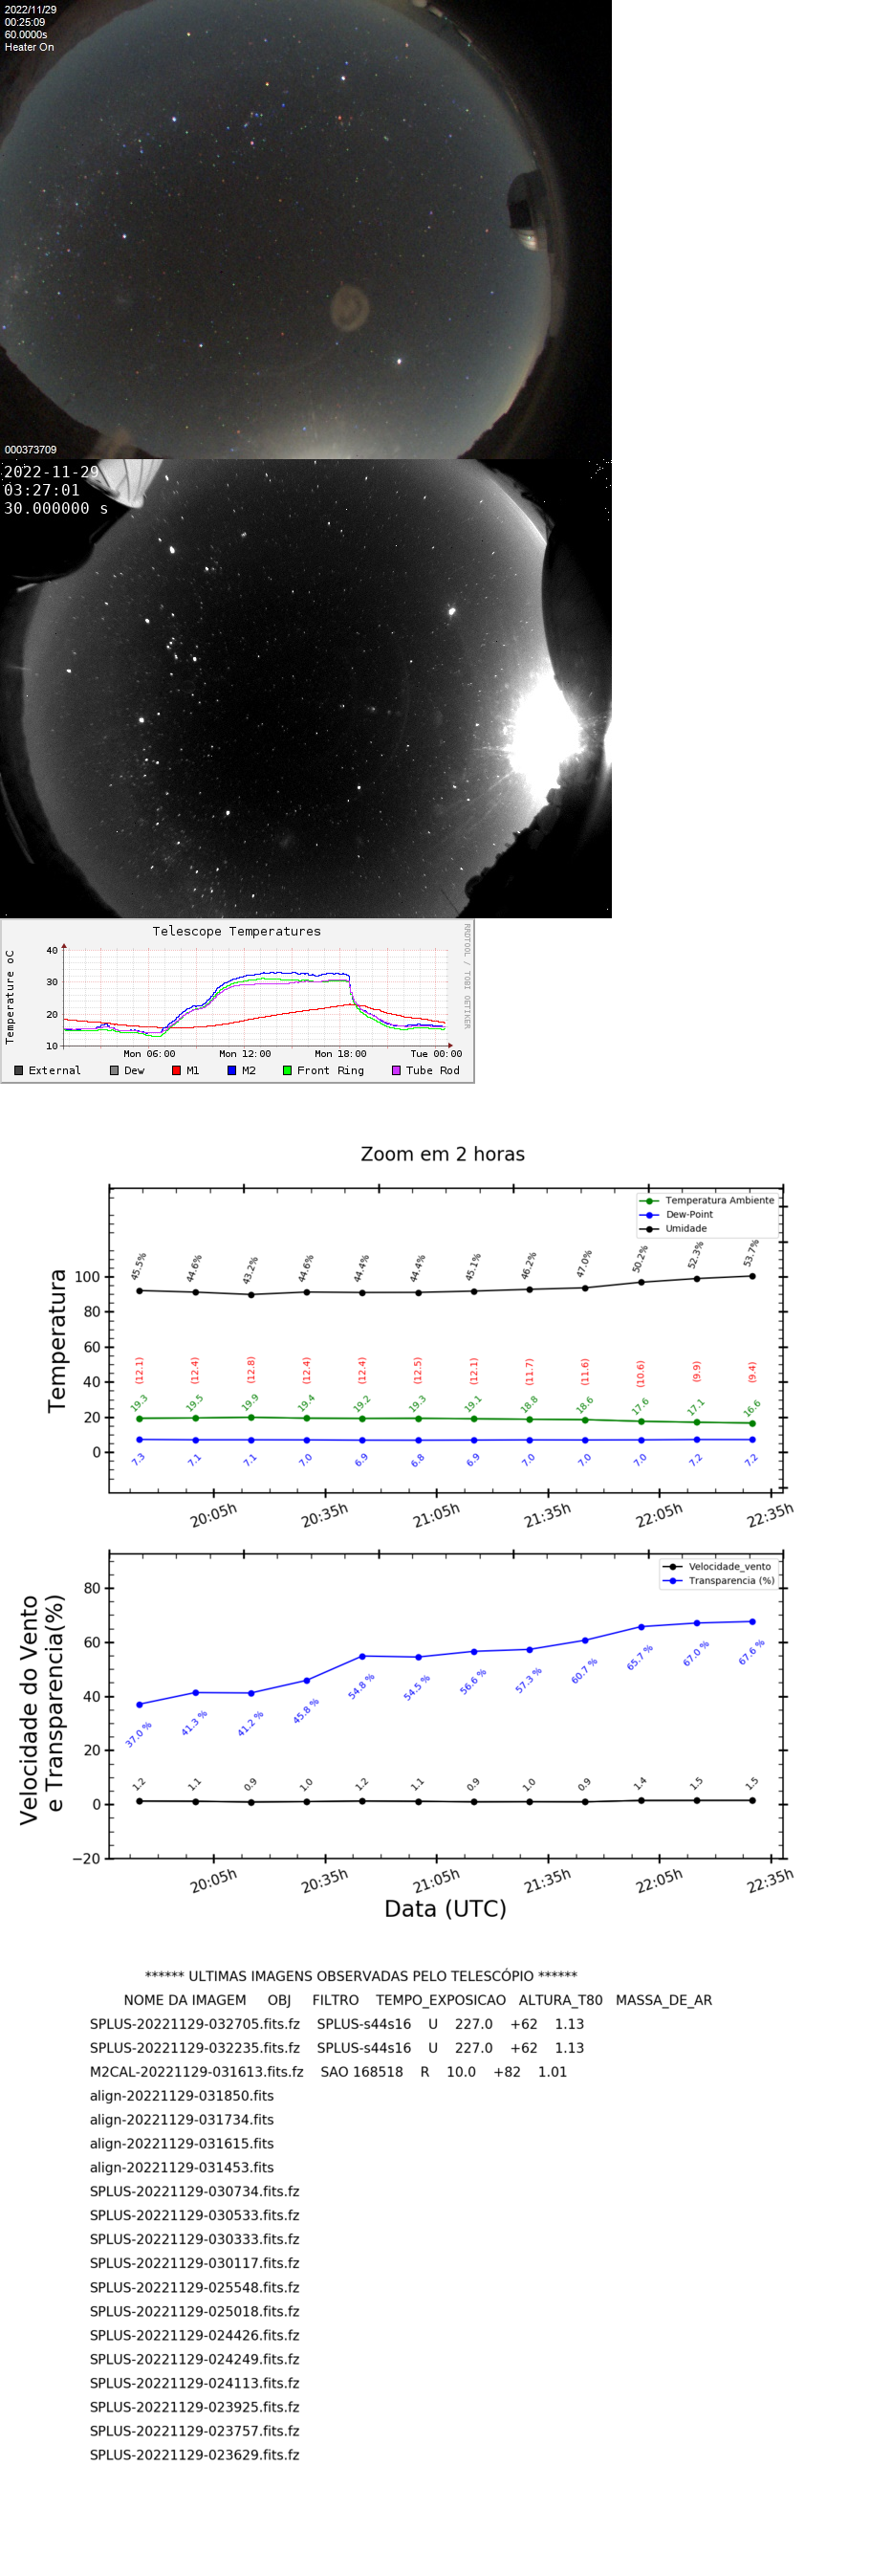 2022/11/29
00:25:09
60.0000s
Heater On
000373709
2022-11-29
03:27:01
30.000000 s
Telescope Temperatures
RRDTOOL / TOBI OETIKER
Temperature oC
40
30
20
10
Mon 06:00 Mon 12:00 Mon 18:00 Tue 00:00
External Dew M1 M2 Front Ring Tube Rod
Zoom em 2 horas
Temperatura Ambiente
Dew-Point
Umidade
Temperatura
100
80
60
40
20
0
45.5% 44.6% 43.2% 44.6% 44.4% 44.4% 45.1% 46.2% 47.0% 50.2% 52.3% 53.7%
(12.1) (12.4) (12.8) (12.4) (12.4) (12.5) (12.1) (11.7) (11.6) (10.6) (9.9) (9.4)
19.3 19.5 19.9 19.4 19.2 19.3 19.1 18.8 18.6 17.6 17.1 16.6
7.3 7.1 7.1 7.0 6.9 6.8 6.9 7.0 7.0 7.0 7.2 7.2
20:05h 20:35h 21:05h 21:35h 22:05h 22:35h
Velocidade_vento
Transparencia (%)
Velocidade do Vento
e Transparencia(%)
80
60
40
20
0
−20
37.0 % 41.3 % 41.2 % 45.8 % 54.8 % 54.5 % 56.6 % 57.3 % 60.7 % 65.7 % 67.0 % 67.6 %
1.2 1.1 0.9 1.0 1.2 1.1 0.9 1.0 0.9 1.4 1.5 1.5
20:05h 20:35h 21:05h 21:35h 22:05h 22:35h
Data (UTC)
****** ULTIMAS IMAGENS OBSERVADAS PELO TELESCÓPIO ******
NOME DA IMAGEM OBJ FILTRO TEMPO_EXPOSICAO ALTURA_T80 MASSA_DE_AR
SPLUS-20221129-032705.fits.fz SPLUS-s44s16 U 227.0 +62 1.13
SPLUS-20221129-032235.fits.fz SPLUS-s44s16 U 227.0 +62 1.13
M2CAL-20221129-031613.fits.fz SAO 168518 R 10.0 +82 1.01
align-20221129-031850.fits
align-20221129-031734.fits
align-20221129-031615.fits
align-20221129-031453.fits
SPLUS-20221129-030734.fits.fz
SPLUS-20221129-030533.fits.fz
SPLUS-20221129-030333.fits.fz
SPLUS-20221129-030117.fits.fz
SPLUS-20221129-025548.fits.fz
SPLUS-20221129-025018.fits.fz
SPLUS-20221129-024426.fits.fz
SPLUS-20221129-024249.fits.fz
SPLUS-20221129-024113.fits.fz
SPLUS-20221129-023925.fits.fz
SPLUS-20221129-023757.fits.fz
SPLUS-20221129-023629.fits.fz